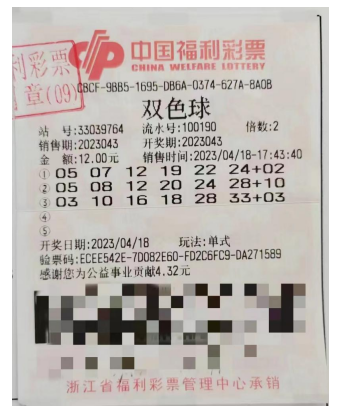 利彩票
章(09)
中国福利彩票
CHINA WELFARE LOTTERY
CBCF-98B5-1695-DB6A-0374-627A-8A0B
双色球
站 号:33039764 流水号:100190 倍数:2
销售期:2023043 开奖期:2023043
金 额:12.00元 销售时间:2023/04/18-17:43:40
① 05 07 12 19 22 24+02
② 05 08 12 20 24 28+10
③ 03 10 16 18 28 33+03
④
⑤
开奖日期:2023/04/18 玩法:单式
验票码:ECEE542E-7D082E60-FD2C6FC9-DA271589
感谢您为公益事业贡献4.32元
浙江省福利彩票管理中心承销